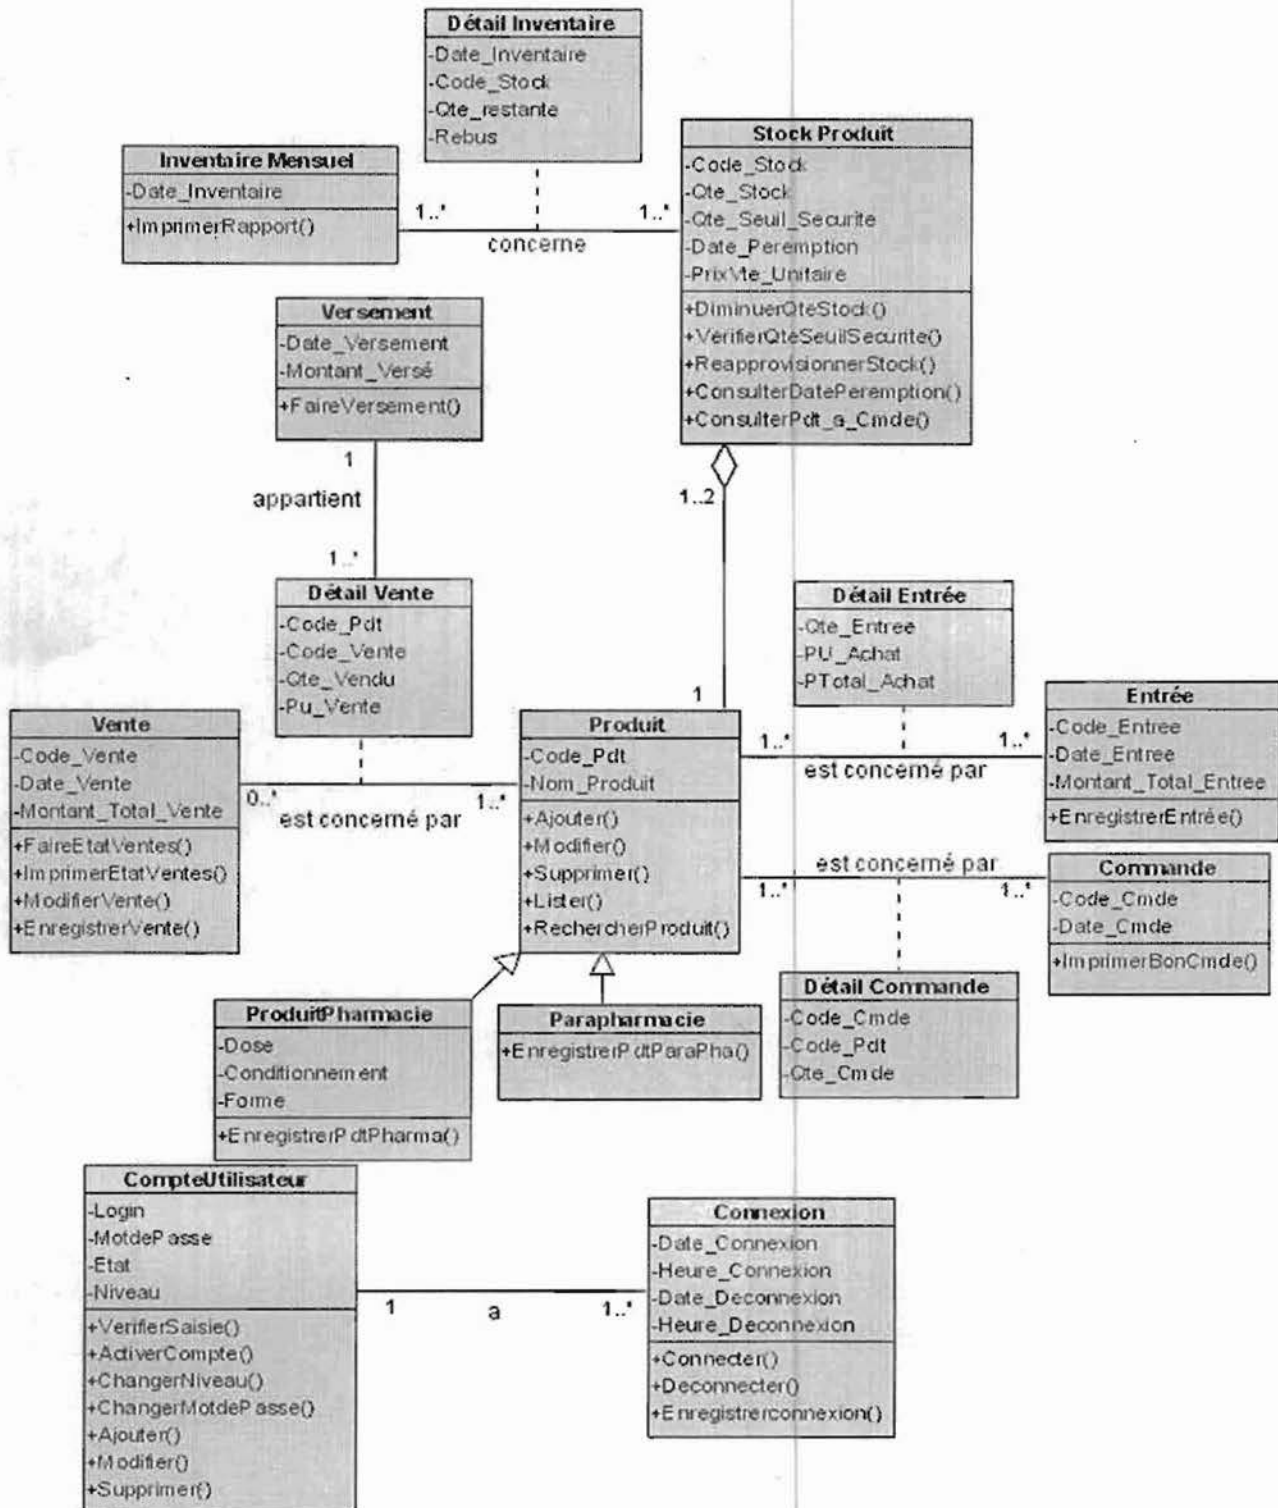 Détail Inventaire
-Date_Inventaire
-Code_Stock
-Qte_restante
-Rebus
Inventaire Mensuel
-Date_Inventaire
+ImprimerRapport()
1..*
1..*
concerne
Stock Produit
-Code_Stock
-Qte_Stock
-Qte_Seuil_Securite
-Date_Peremption
-PrixVte_Unitaire
+DiminuerQteStock()
+VerifierQteSeuilSecurite()
+ReapprovisionnerStock()
+ConsulterDatePeremption()
+ConsulterPdt_a_Cmde()
Versement
-Date_Versement
-Montant_Versé
+FaireVersement()
1
appartient
1..*
1..2
1
Détail Vente
-Code_Pdt
-Code_Vente
-Qte_Vendu
-Pu_Vente
Détail Entrée
-Qte_Entree
-PU_Achat
-PTotal_Achat
Vente
-Code_Vente
-Date_Vente
-Montant_Total_Vente
+FaireEtatVentes()
+ImprimerEtatVentes()
+ModifierVente()
+EnregistrerVente()
0..*
1..*
est concerné par
Produit
-Code_Pdt
-Nom_Produit
+Ajouter()
+Modifier()
+Supprimer()
+Lister()
+RechercherProduit()
1..*
1..*
est concerné par
Entrée
-Code_Entree
-Date_Entree
-Montant_Total_Entree
+EnregistrerEntrée()
est concerné par
1..*
1..*
Commande
-Code_Cmde
-Date_Cmde
+ImprimerBonCmde()
Détail Commande
-Code_Cmde
-Code_Pdt
-Qte_Cmde
ProduitPharmacie
-Dose
-Conditionnement
-Forme
+EnregistrerPdtPharma()
Parapharmacie
+EnregistrerPdtParaPha()
CompteUtilisateur
-Login
-MotdePasse
-Etat
-Niveau
+VerifierSaisie()
+ActiverCompte()
+ChangerNiveau()
+ChangerMotdePasse()
+Ajouter()
+Modifier()
+Supprimer()
1
a
1..*
Connexion
-Date_Connexion
-Heure_Connexion
-Date_Deconnexion
-Heure_Deconnexion
+Connecter()
+Deconnecter()
+Enregistrerconnexion()